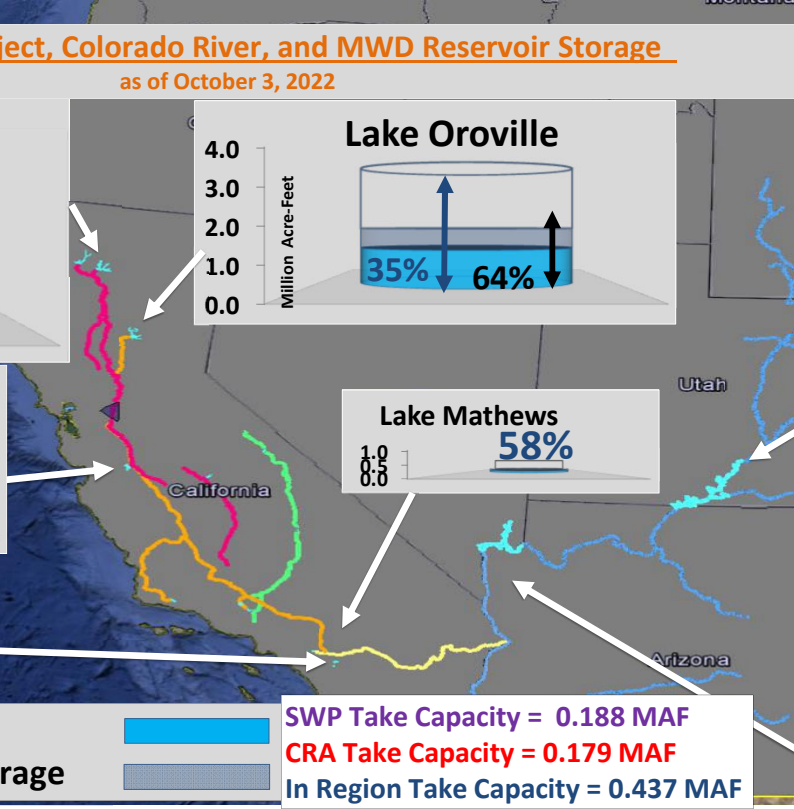 ject, Colorado River, and MWD Reservoir Storage
as of October 3, 2022
Lake Oroville
4.0
3.0
2.0
1.0
0.0
Million Acre-Feet
35%
64%
Utah
Lake Mathews
58%
1.0
0.5
0.0
California
Arizona
SWP Take Capacity = 0.188 MAF
CRA Take Capacity = 0.179 MAF
rage
In Region Take Capacity = 0.437 MAF